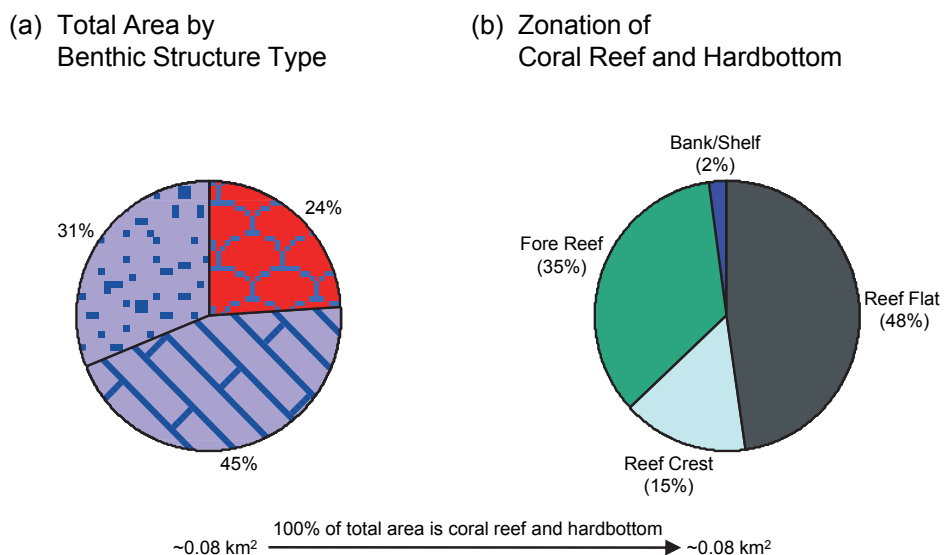 (a) Total Area by
Benthic Structure Type
(b) Zonation of
Coral Reef and Hardbottom
31%
24%
45%
Bank/Shelf
(2%)
Fore Reef
(35%)
Reef Flat
(48%)
Reef Crest
(15%)
100% of total area is coral reef and hardbottom
~0.08 km²
~0.08 km²